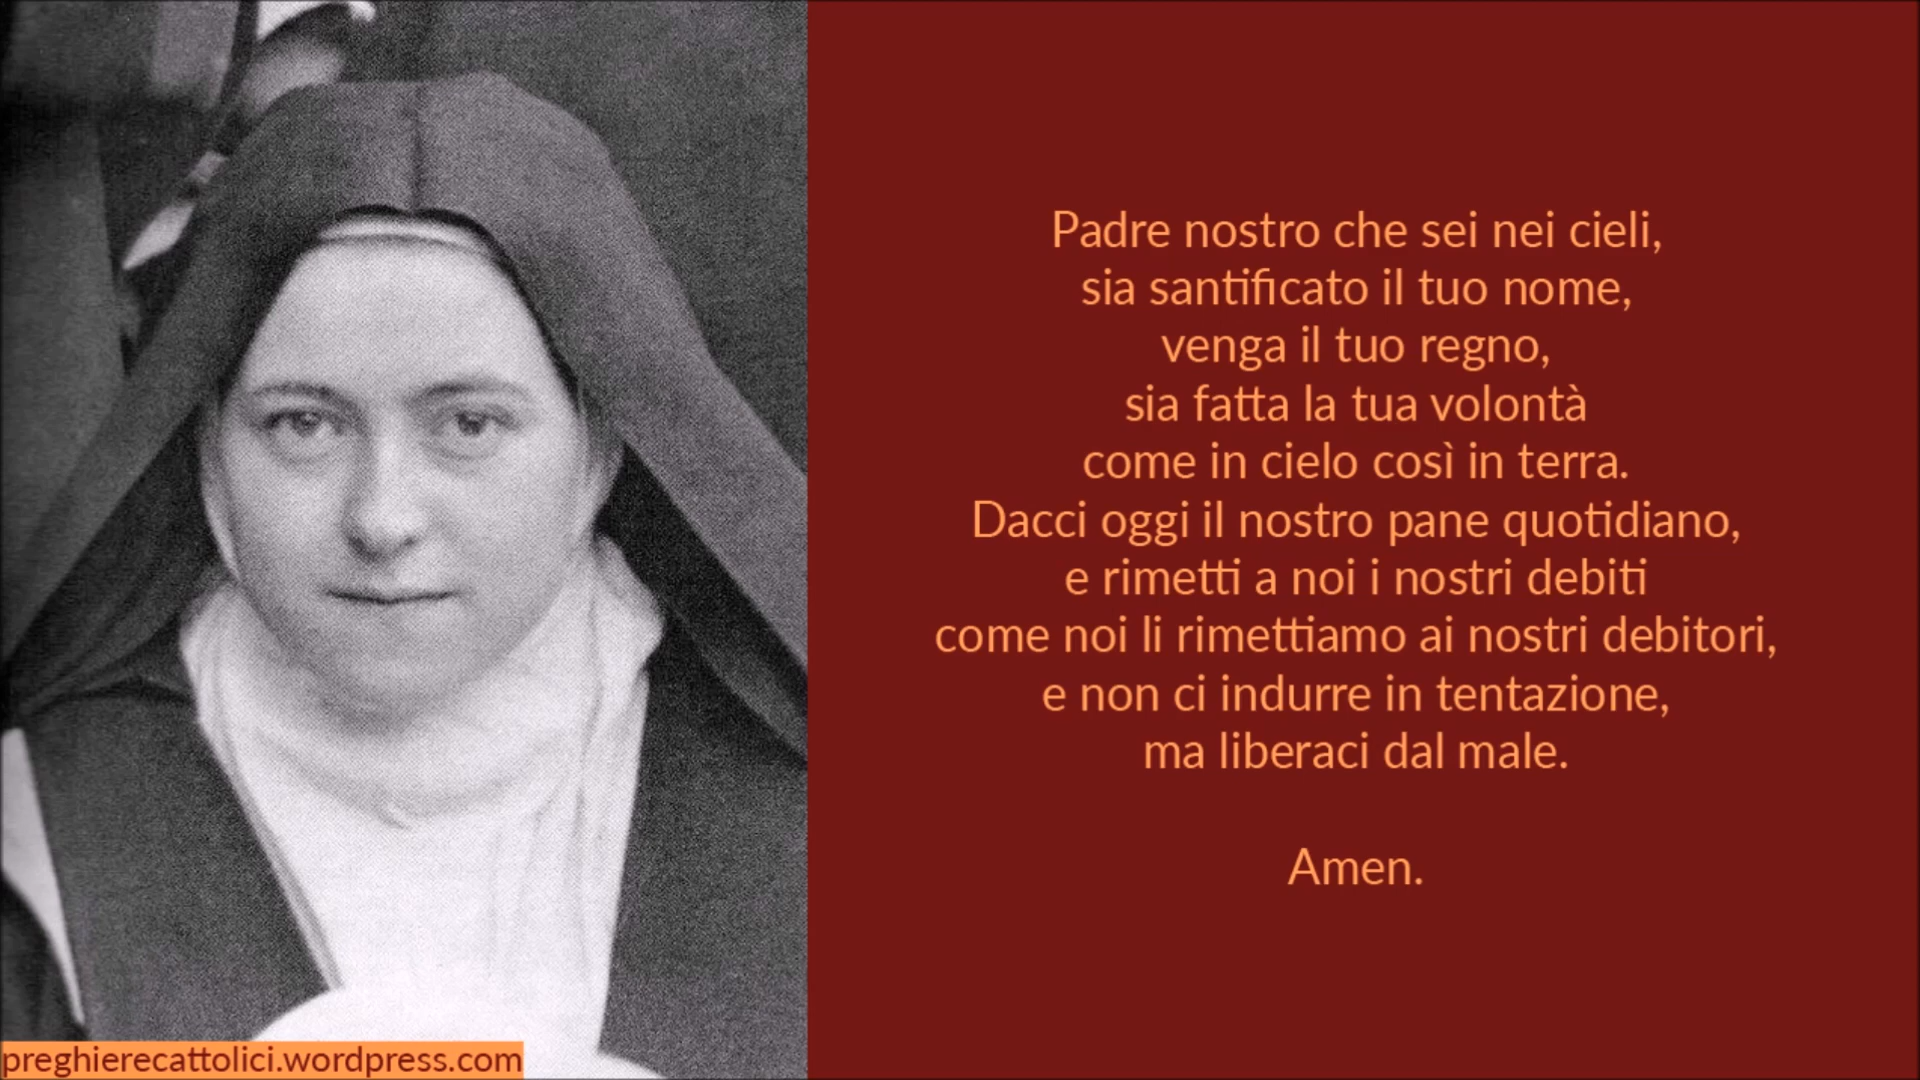 Padre nostro che sei nei cieli,
sia santificato il tuo nome,
venga il tuo regno,
sia fatta la tua volontà
come in cielo così in terra.
Dacci oggi il nostro pane quotidiano,
e rimetti a noi i nostri debiti
come noi li rimettiamo ai nostri debitori,
e non ci indurre in tentazione,
ma liberaci dal male.
Amen.
preghierecattolici.wordpress.com